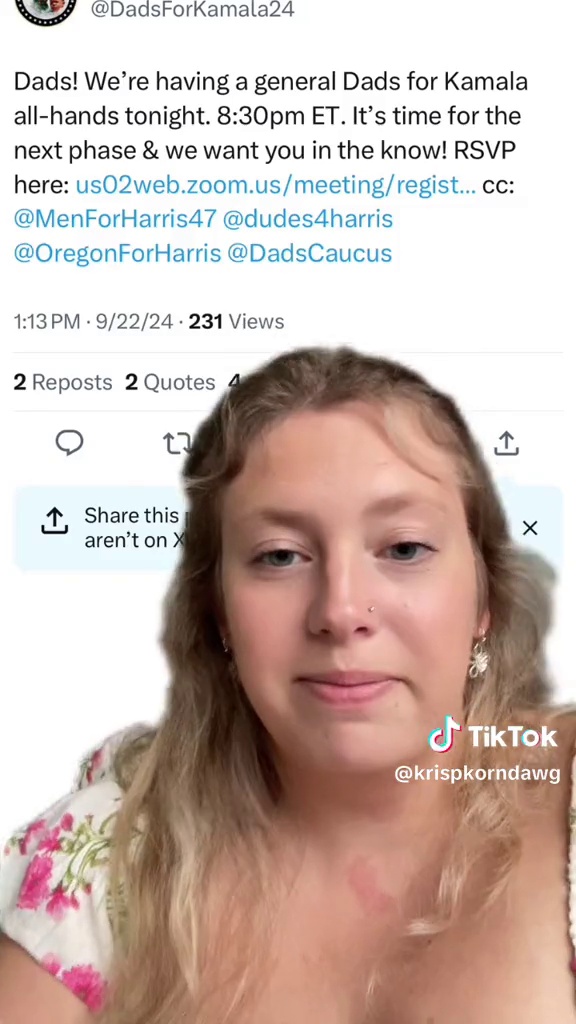 @DadsForKamala24
Dads! We're having a general Dads for Kamala
all-hands tonight. 8:30pm ET. It's time for the
next phase & we want you in the know! RSVP
here: us02web.zoom.us/meeting/regist... cc:
@MenForHarris47 @dudes4harris
@OregonForHarris @DadsCaucus
1:13 PM · 9/22/24 · 231 Views
2 Reposts 2 Quotes 4
Share this
aren't on X
TikTok
@krispkorndawg